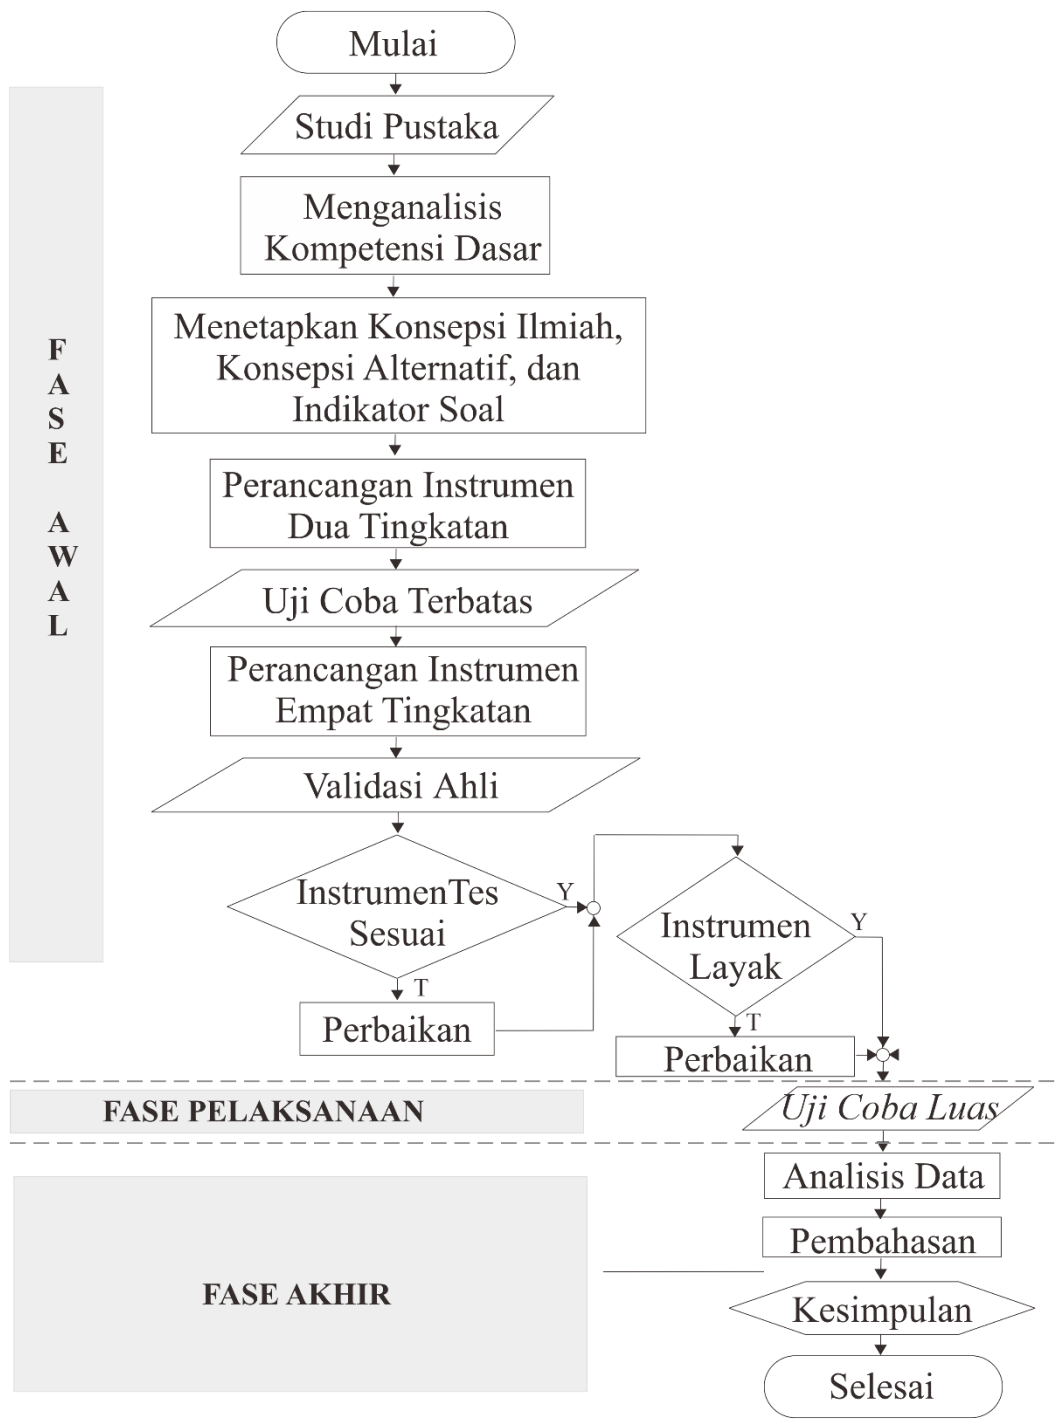 Mulai
Studi Pustaka
Menganalisis
Kompetensi Dasar
Menetapkan Konsepsi Ilmiah,
Konsepsi Alternatif, dan
Indikator Soal
Perancangan Instrumen
Dua Tingkatan
Uji Coba Terbatas
Perancangan Instrumen
Empat Tingkatan
Validasi Ahli
InstrumenTes
Sesuai
Y
T
Perbaikan
Instrumen
Layak
Y
T
Perbaikan
FASE AWAL
FASE PELAKSANAAN
Uji Coba Luas
Analisis Data
Pembahasan
FASE AKHIR
Kesimpulan
Selesai